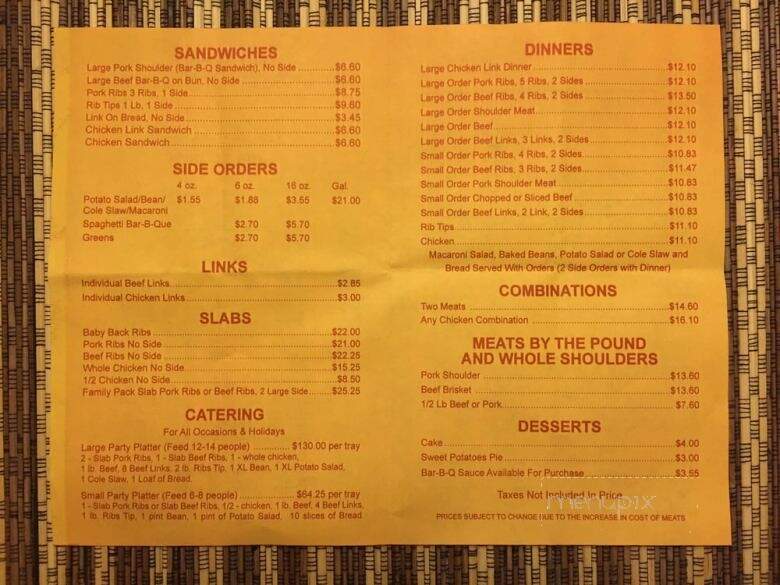 SANDWICHES
Large Pork Shoulder (Bar-B-Q Sandwich), No Side ..........$6.60
Large Beef Bar-B-Q on Bun, No Side ..........$6.60
Pork Ribs 3 Ribs, 1 Side ..........$8.75
Rib Tips 1 Lb, 1 Side ..........$9.60
Link On Bread, No Side ..........$3.45
Chicken Link Sandwich ..........$6.60
Chicken Sandwich ..........$6.60
SIDE ORDERS
4 oz. 6 oz. 16 oz. Gal.
Potato Salad/Bean/ $1.55 $1.88 $3.55 $21.00
Cole Slaw/Macaroni
Spaghetti Bar-B-Que $2.70 $5.70
Greens $2.70 $5.70
LINKS
Individual Beef Links ..........$2.85
Individual Chicken Links ..........$3.00
SLABS
Baby Back Ribs ..........$22.00
Pork Ribs No Side ..........$21.00
Beef Ribs No Side ..........$22.25
Whole Chicken No Side ..........$15.25
1/2 Chicken No Side ..........$8.50
Family Pack Slab Pork Ribs or Beef Ribs, 2 Large Side ..........$25.25
CATERING
For All Occasions & Holidays
Large Party Platter (Feed 12-14 people) .......... $130.00 per tray
2 - Slab Pork Ribs, 1 - Slab Beef Ribs, 1 - whole chicken,
1 lb. Beef, 8 Beef Links, 2 lb. Ribs Tip, 1 XL Bean, 1 XL Potato Salad,
1 Cole Slaw, 1 Loaf of Bread.
Small Party Platter (Feed 6-8 people) .......... $64.25 per tray
1 - Slab Pork Ribs or Slab Beef Ribs, 1/2 - chicken, 1 lb. Beef, 4 Beef Links,
1 lb. Ribs Tip, 1 pint Bean, 1 pint of Potato Salad, 10 slices of Bread
DINNERS
Large Chicken Link Dinner ..........$12.10
Large Order Pork Ribs, 5 Ribs, 2 Sides ..........$12.10
Large Order Beef Ribs, 4 Ribs, 2 Sides ..........$13.50
Large Order Shoulder Meat ..........$12.10
Large Order Beef ..........$12.10
Large Order Beef Links, 3 Links, 2 Sides ..........$12.10
Small Order Pork Ribs, 4 Ribs, 2 Sides ..........$10.83
Small Order Beef Ribs, 3 Ribs, 2 Sides ..........$11.47
Small Order Pork Shoulder Meat ..........$10.83
Small Order Chopped or Sliced Beef ..........$10.83
Small Order Beef Links, 2 Link, 2 Sides ..........$10.83
Rib Tips ..........$11.10
Chicken ..........$11.10
Macaroni Salad, Baked Beans, Potato Salad or Cole Slaw and
Bread Served With Orders (2 Side Orders with Dinner)
COMBINATIONS
Two Meats ..........$14.60
Any Chicken Combination ..........$16.10
MEATS BY THE POUND
AND WHOLE SHOULDERS
Pork Shoulder ..........$13.60
Beef Brisket ..........$13.60
1/2 Lb Beef or Pork ..........$7.60
DESSERTS
Cake ..........$4.00
Sweet Potatoes Pie ..........$3.00
Bar-B-Q Sauce Available For Purchase ..........$3.55
Taxes Not Included In Price
menupix
PRICES SUBJECT TO CHANGE DUE TO THE INCREASE IN COST OF MEATS